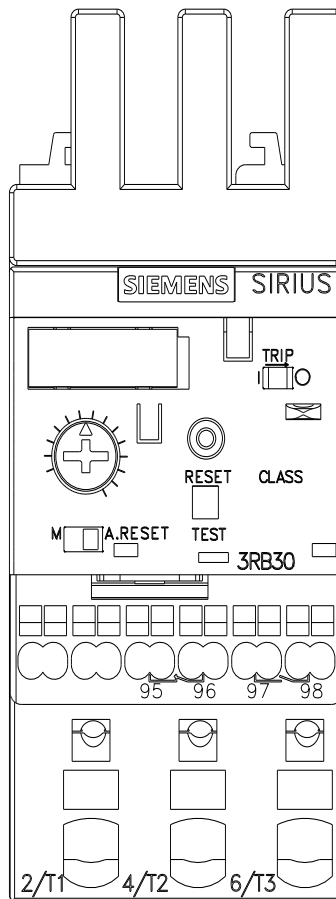 SIEMENS SIRIUS
TRIP
I O
RESET CLASS
M A.RESET TEST
3RB30
95 96 97 98
2/T1 4/T2 6/T3